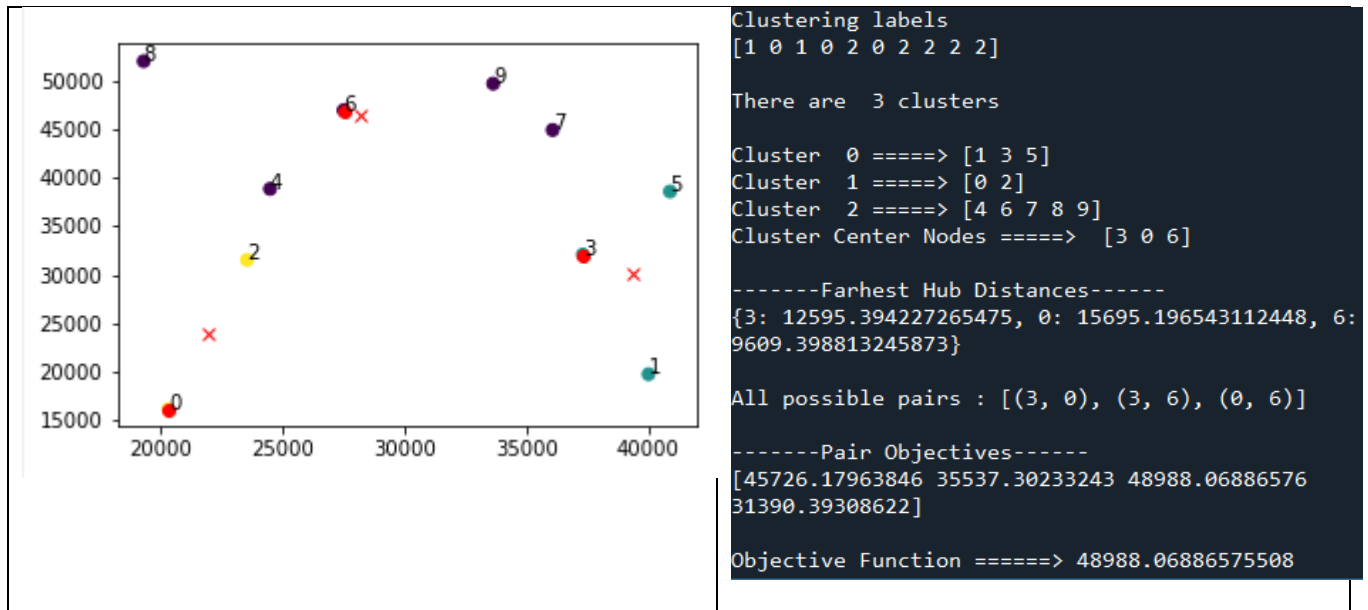 50000
45000
40000
35000
30000
25000
20000
15000
20000 25000 30000 35000 40000
8
9
6
7
4
5
2
3
1
0
Clustering labels
[1 0 1 0 2 0 2 2 2 2]
There are  3 clusters
Cluster  0 =====> [1 3 5]
Cluster  1 =====> [0 2]
Cluster  2 =====> [4 6 7 8 9]
Cluster Center Nodes =====>  [3 0 6]
-------Farhest Hub Distances------
{3: 12595.394227265475, 0: 15695.196543112448, 6:
9609.398813245873}
All possible pairs : [(3, 0), (3, 6), (0, 6)]
-------Pair Objectives------
[45726.17963846 35537.30233243 48988.06886576
31390.39308622]
Objective Function ======> 48988.06886575508